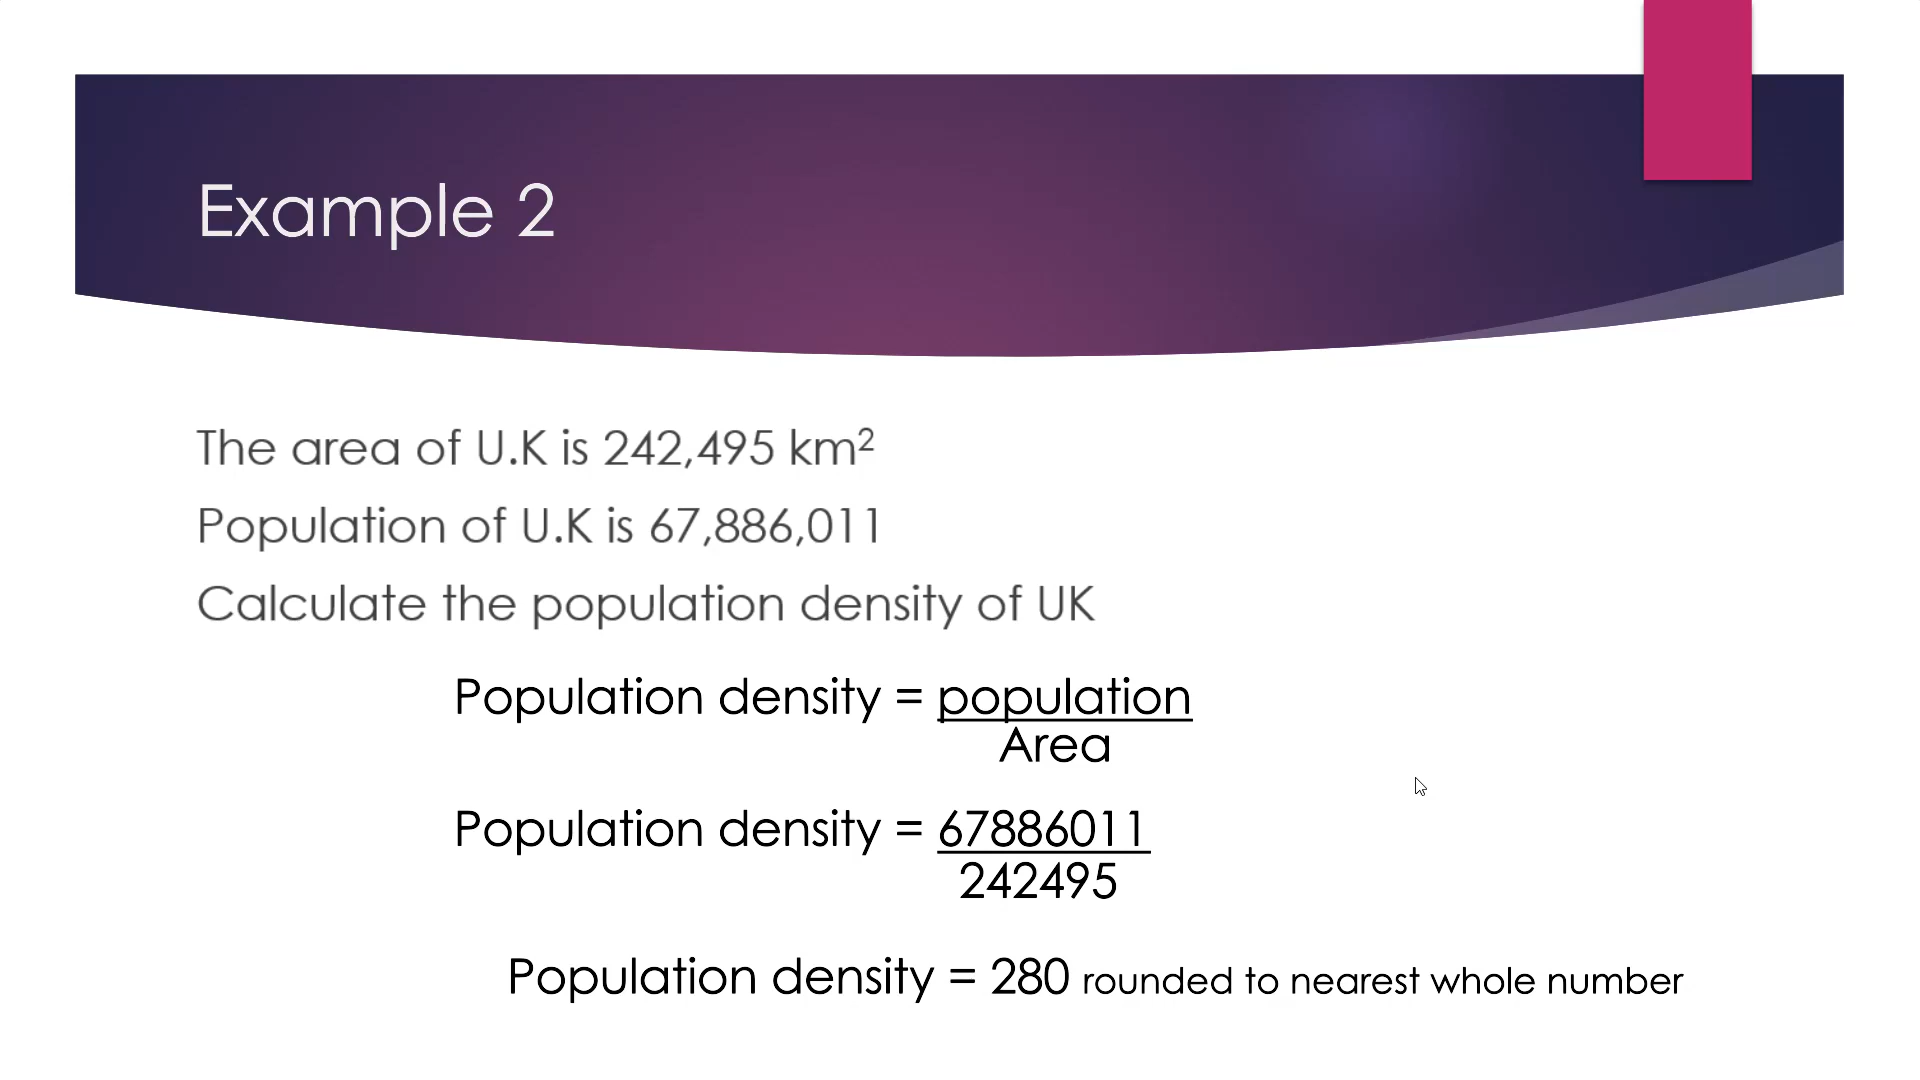 Example 2
The area of U.K is 242,495 km²
Population of U.K is 67,886,011
Calculate the population density of UK
Population density = population
Area
Population density = 67886011
242495
Population density = 280 rounded to nearest whole number